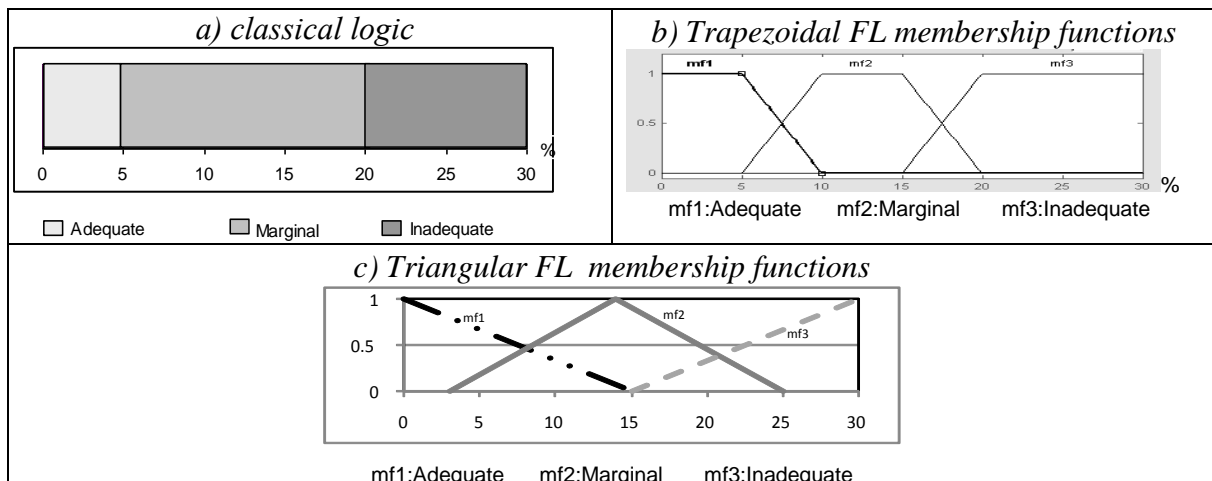 a) classical logic
%
0 5 10 15 20 25 30
Adequate Marginal Inadequate
b) Trapezoidal FL membership functions
mf1 mf2 mf3
1
0.5
0
0 5 10 15 20 25 30 %
mf1:Adequate mf2:Marginal mf3:Inadequate
c) Triangular FL membership functions
1
mf1 mf2 mf3
0.5
0
0 5 10 15 20 25 30
mf1:Adequate mf2:Marginal mf3:Inadequate